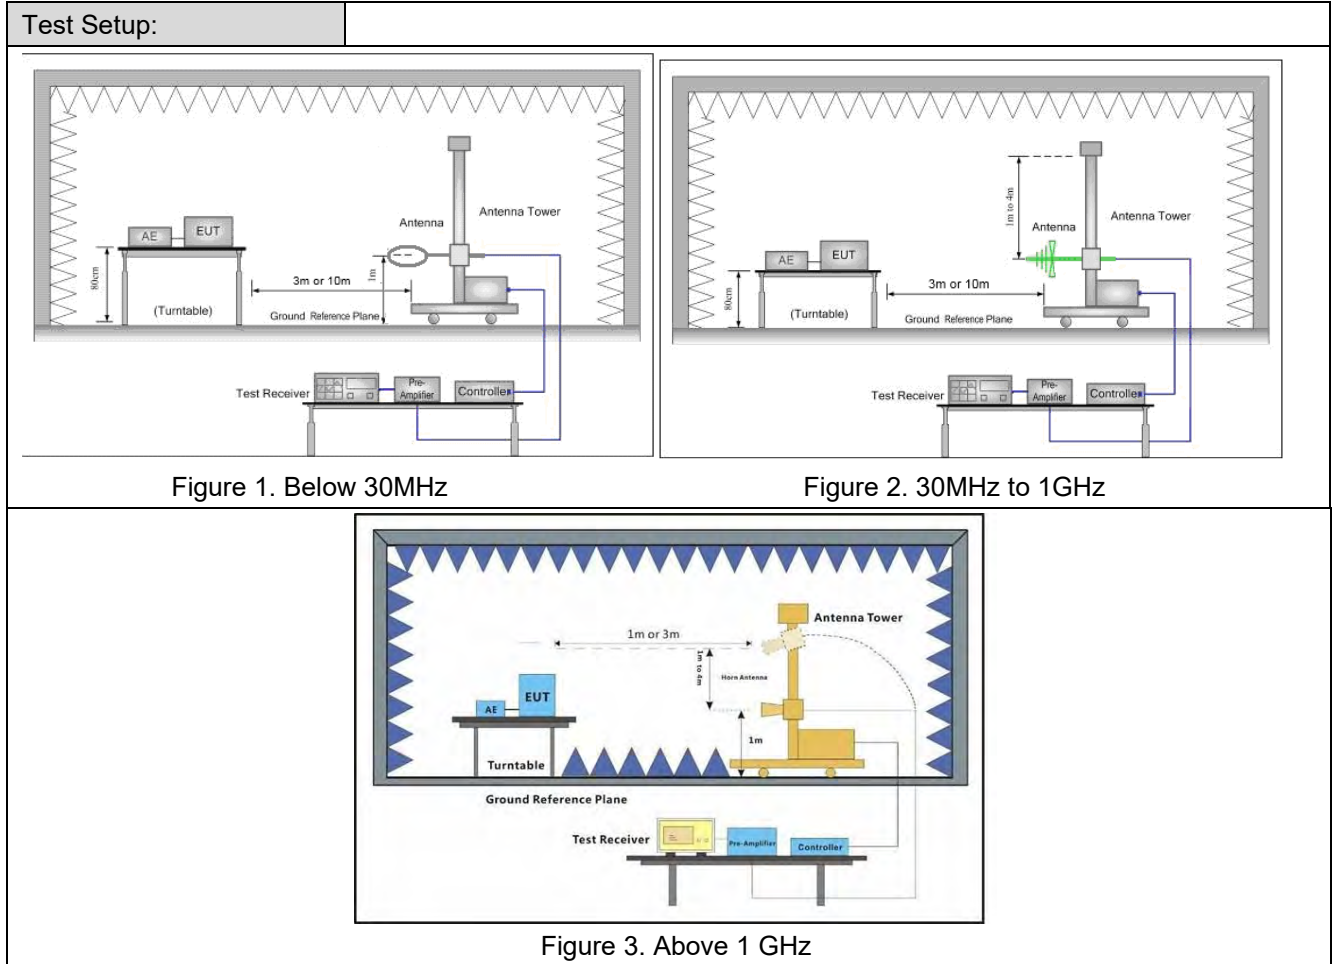 Test Setup:
AE
EUT
Antenna
Antenna Tower
80cm
(Turntable)
3m or 10m
1m
Ground Reference Plane
Test Receiver
Pre-
Amplifier
Controller
Figure 1. Below 30MHz
1m to 4m
Antenna
Antenna Tower
AE
EUT
80cm
(Turntable)
3m or 10m
Ground Reference Plane
Test Receiver
Pre-
Amplifier
Controller
Figure 2. 30MHz to 1GHz
Antenna Tower
1m or 3m
1m to 4m
Horn Antenna
EUT
AE
1m
Turntable
Ground Reference Plane
Test Receiver
Pre-Amplifier
Controller
Figure 3. Above 1 GHz